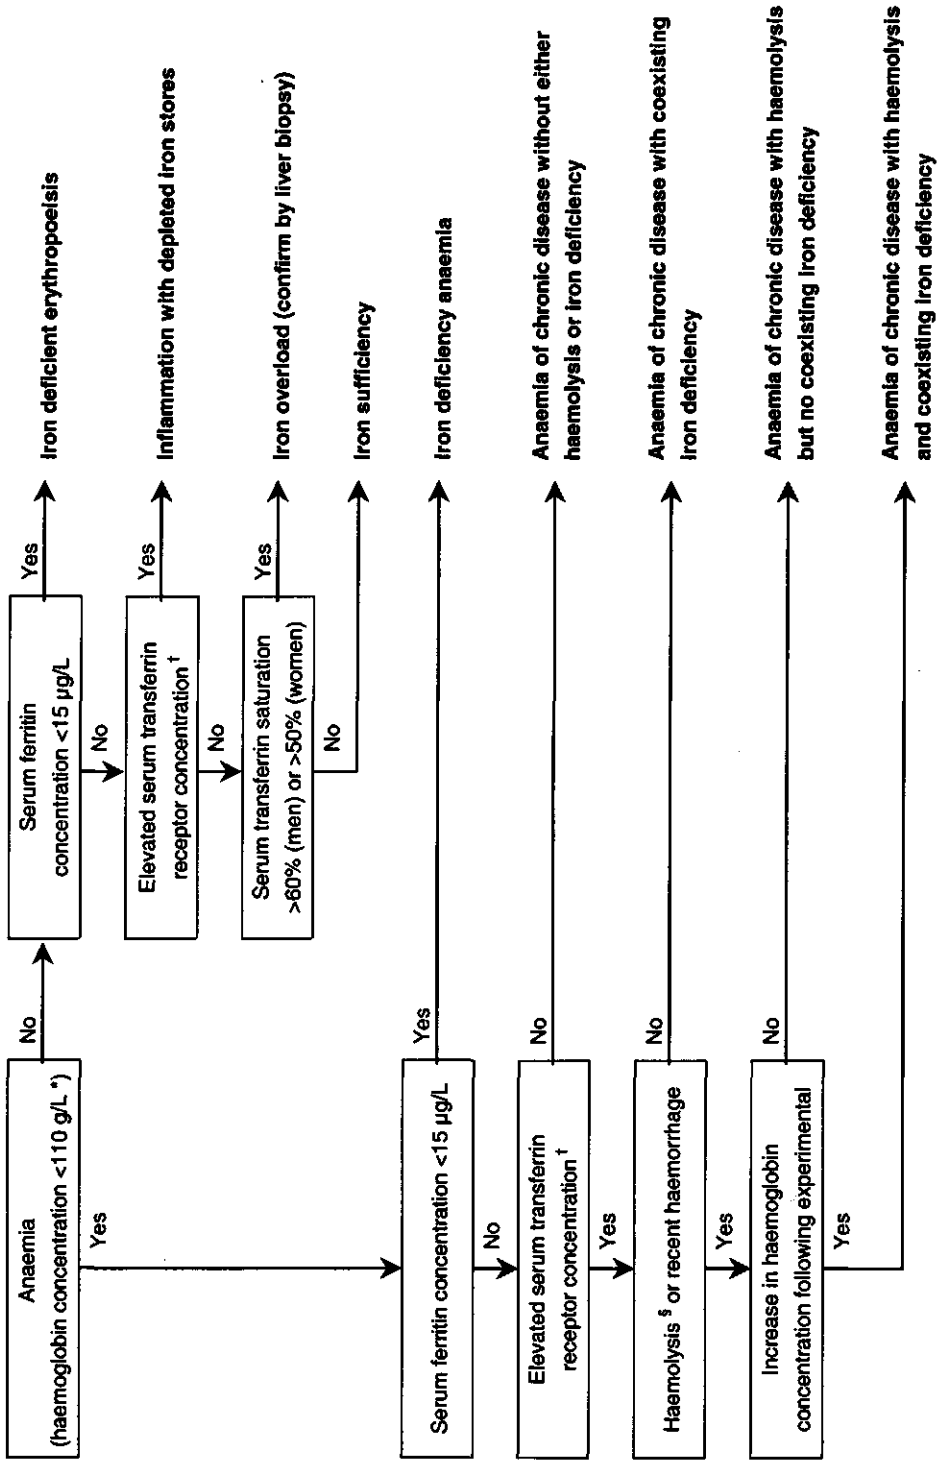 Anaemia
(haemoglobin concentration <110 g/L *)
No
Yes
Serum ferritin
concentration <15 µg/L
Yes
Iron deficient erythropoeisis
No
Elevated serum transferrin
receptor concentration †
Yes
Inflammation with depleted iron stores
No
Serum transferrin saturation
>60% (men) or >50% (women)
Yes
Iron overload (confirm by liver biopsy)
No
Iron sufficiency
Serum ferritin concentration <15 µg/L
Yes
Iron deficiency anaemia
No
Elevated serum transferrin
receptor concentration †
No
Anaemia of chronic disease without either
haemolysis or iron deficiency
Yes
Haemolysis § or recent haemorrhage
No
Anaemia of chronic disease with coexisting
iron deficiency
Yes
Increase in haemoglobin
concentration following experimental
No
Anaemia of chronic disease with haemolysis
but no coexisting iron deficiency
Yes
Anaemia of chronic disease with haemolysis
and coexisting iron deficiency